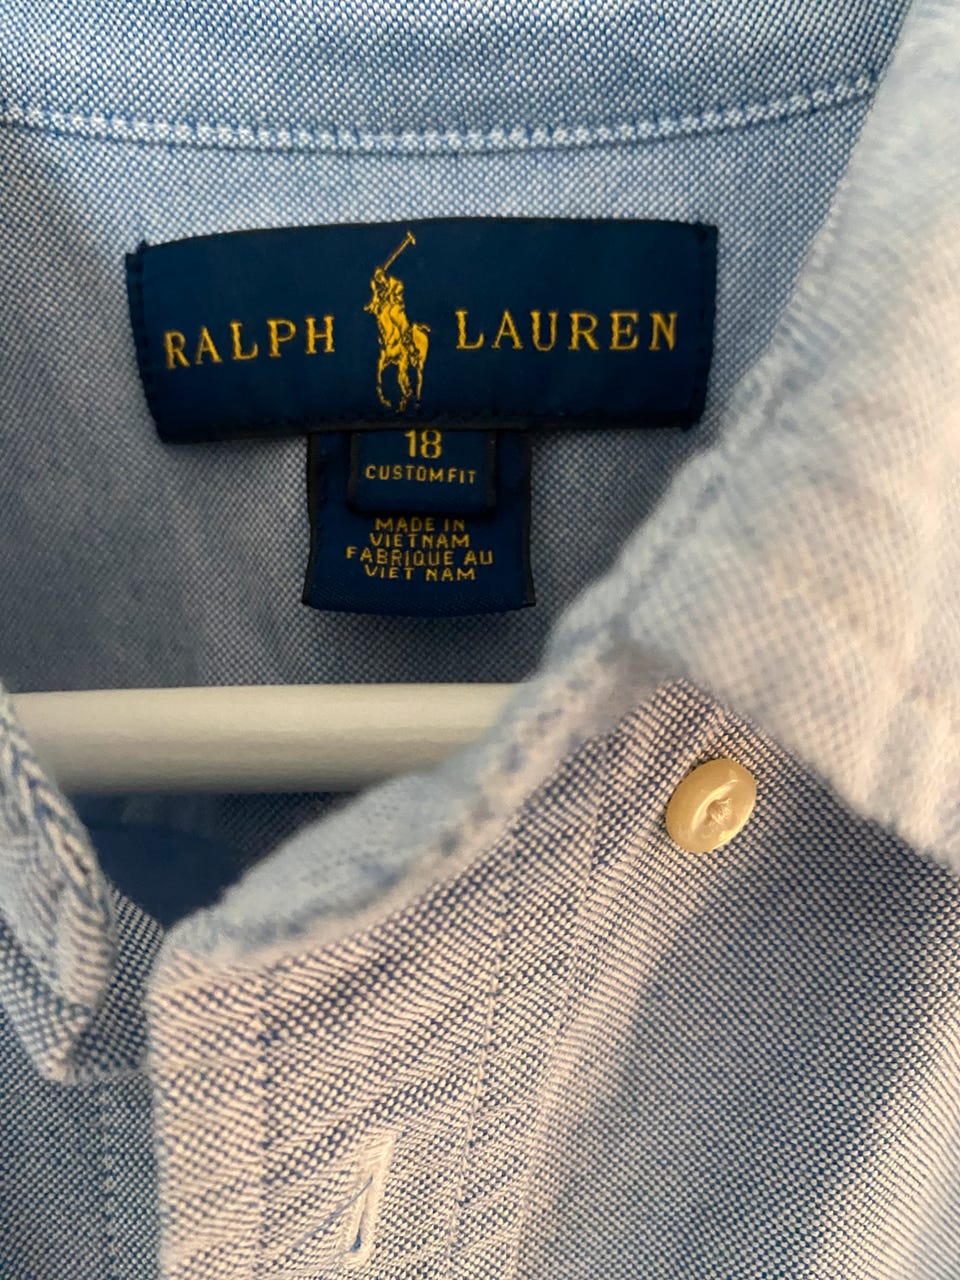 RALPH LAUREN
18
CUSTOM FIT
MADE IN
VIETNAM
FABRIQUE AU
VIET NAM